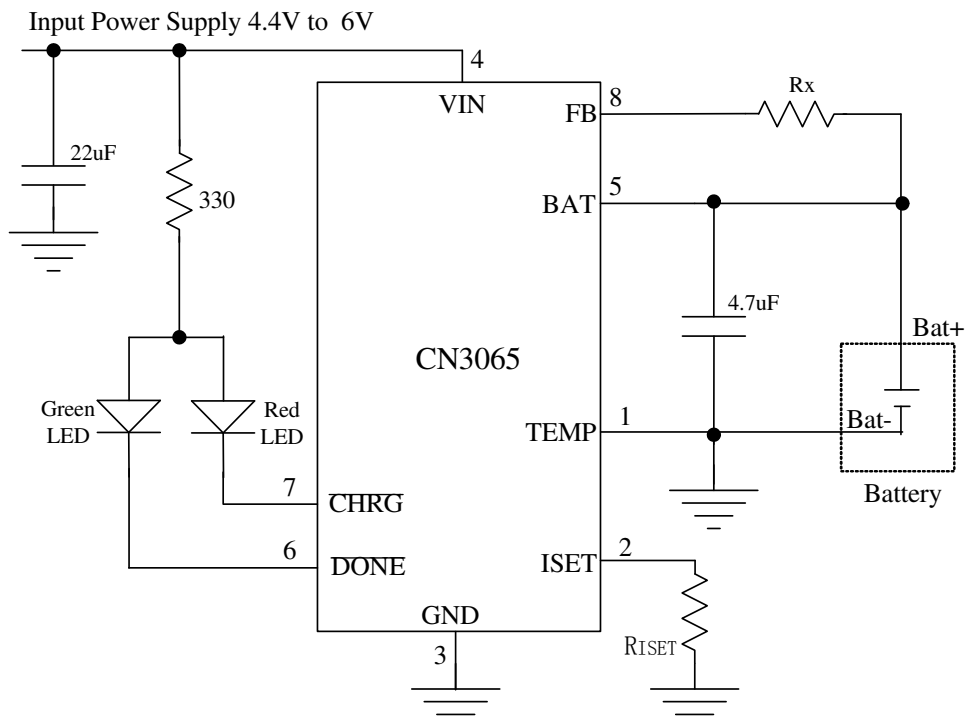 Input Power Supply 4.4V to 6V
4
VIN
8
FB
Rx
22uF
330
5
BAT
4.7uF
Bat+
CN3065
Green
LED
Red
LED
1
TEMP
Bat-
Battery
7
CHRG
6
DONE
2
ISET
GND
3
RISET